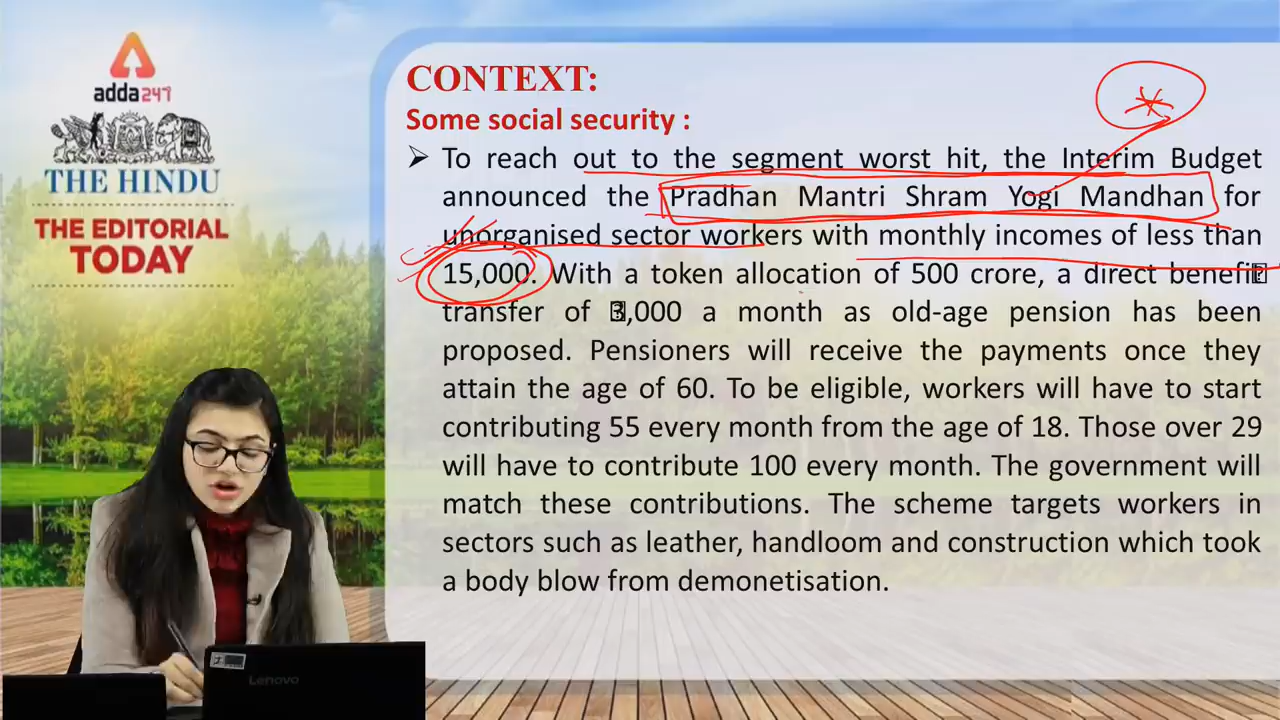 adda247
THE HINDU
THE EDITORIAL
TODAY
CONTEXT:
Some social security :
To reach out to the segment worst hit, the Interim Budget
announced the Pradhan Mantri Shram Yogi Mandhan for
unorganised sector workers with monthly incomes of less than
15,000. With a token allocation of 500 crore, a direct benefit
transfer of 3,000 a month as old-age pension has been
proposed. Pensioners will receive the payments once they
attain the age of 60. To be eligible, workers will have to start
contributing 55 every month from the age of 18. Those over 29
will have to contribute 100 every month. The government will
match these contributions. The scheme targets workers in
sectors such as leather, handloom and construction which took
a body blow from demonetisation.
Lenovo